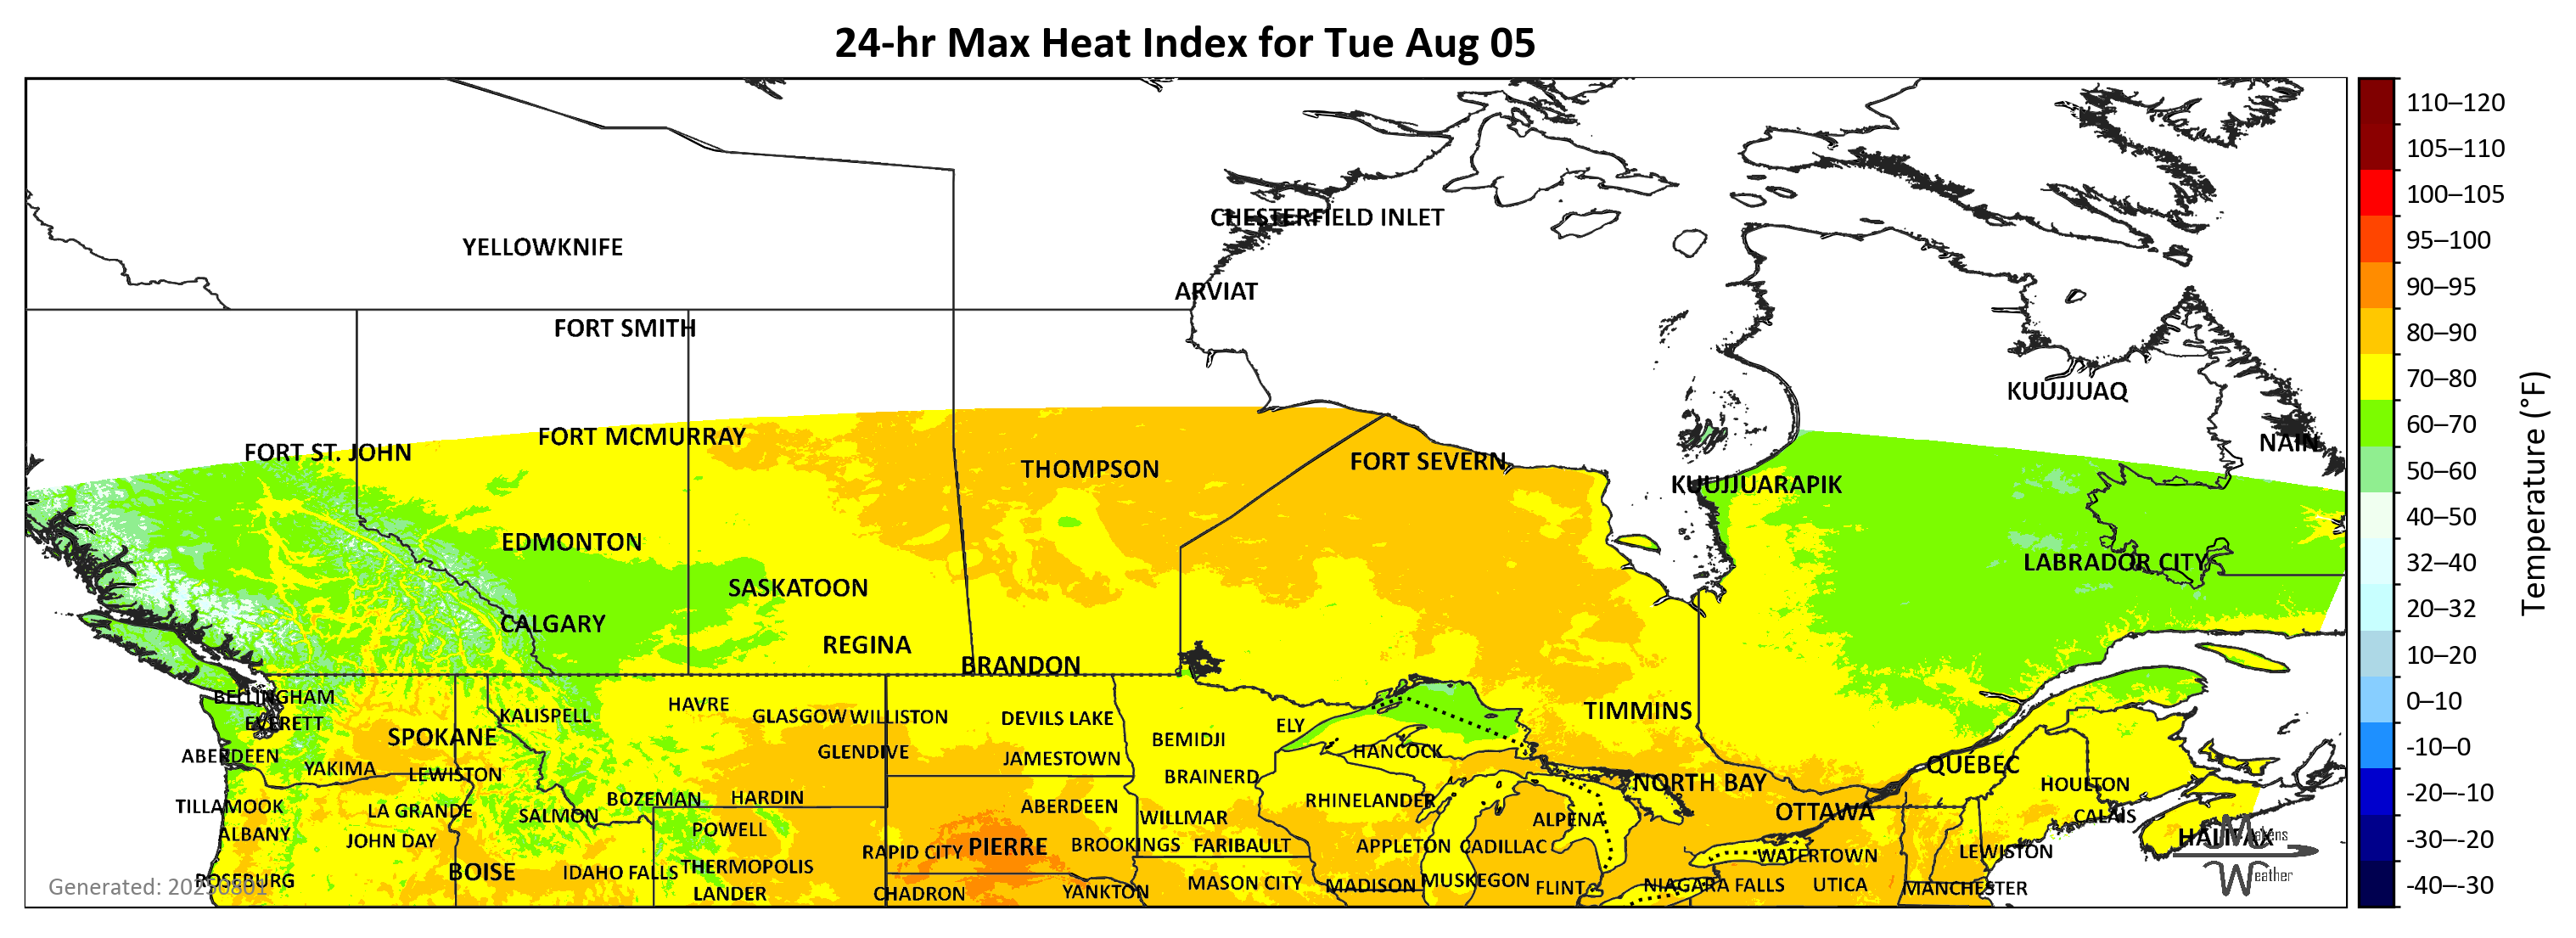 24-hr Max Heat Index for Tue Aug 05
110–120
105–110
100–105
95–100
90–95
80–90
70–80
60–70
50–60
40–50
32–40
20–32
10–20
0–10
-10–0
-20–-10
-30–-20
-40–-30
Temperature (°F)
CHESTERFIELD INLET
YELLOWKNIFE
ARVIAT
FORT SMITH
KUUJJUAQ
FORT MCMURRAY
NAIN
FORT ST. JOHN
FORT SEVERN
THOMPSON
KUUJJUARAPIK
EDMONTON
LABRADOR CITY
SASKATOON
CALGARY
REGINA
BRANDON
BELLINGHAM
HAVRE
KALISPELL
GLASGOW
WILLISTON
DEVILS LAKE
TIMMINS
EVERETT
ELY
SPOKANE
BEMIDJI
ABERDEEN
GLENDIVE
JAMESTOWN
HANCOCK
QUÉBEC
YAKIMA
LEWISTON
BRAINERD
NORTH BAY
HOULTON
TILLAMOOK
LA GRANDE
SALMON
BOZEMAN
HARDIN
ABERDEEN
RHINELANDER
OTTAWA
WILLMAR
ALPENA
CALAIS
ALBANY
JOHN DAY
POWELL
HALIFAX
RAPID CITY
PIERRE
BROOKINGS
FARIBAULT
APPLETON
CADILLAC
WATERTOWN
LEWISTON
BOISE
IDAHO FALLS
THERMOPOLIS
ROSEBURG
LANDER
CHADRON
YANKTON
MASON CITY
MADISON
MUSKEGON
FLINT
NIAGARA FALLS
UTICA
MANCHESTER
Generated: 20250801
Makens
Weather